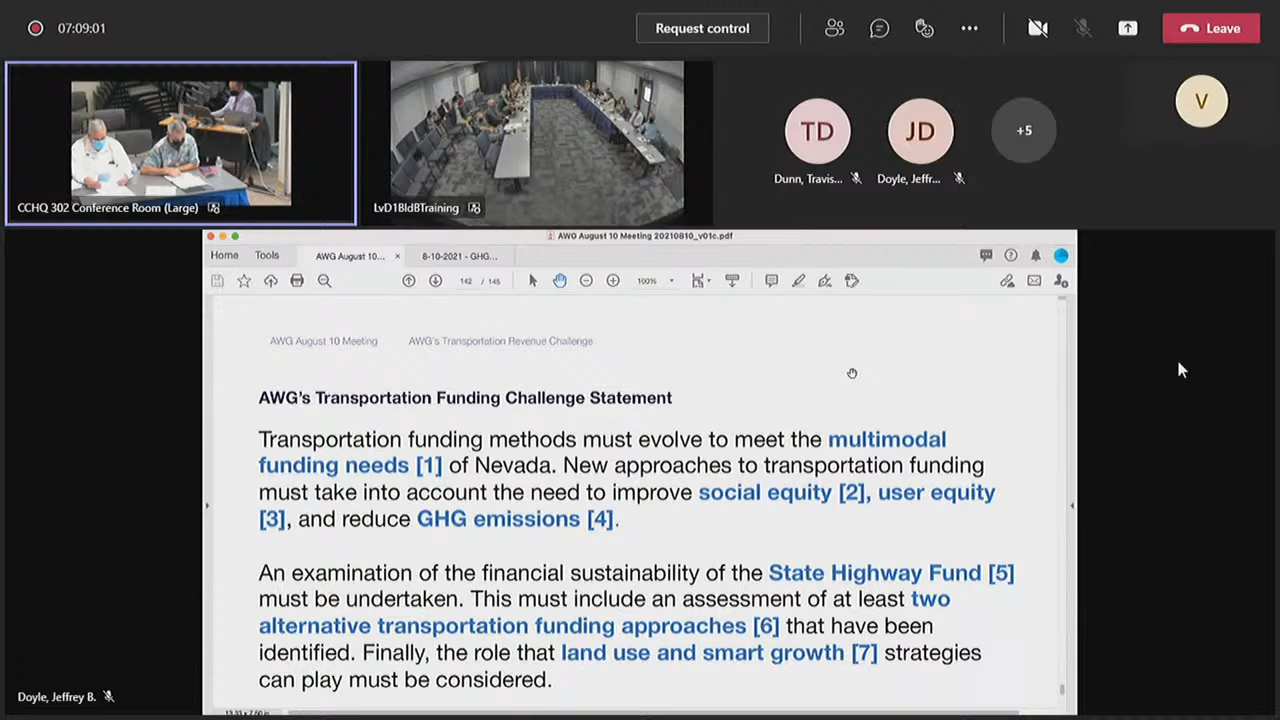 07:09:01
Request control
Leave
CCHQ 302 Conference Room (Large)
LvD1BldBTraining
TD
Dunn, Travis...
JD
Doyle, Jeffr...
+5
V
AWG August 10 Meeting 20210810_v01c.pdf
Home
Tools
AWG August 10...
×
8-10-2021 - GHG...
142 / 145
100%
AWG August 10 Meeting
AWG's Transportation Revenue Challenge
AWG's Transportation Funding Challenge Statement
Transportation funding methods must evolve to meet the multimodal
funding needs [1] of Nevada. New approaches to transportation funding
must take into account the need to improve social equity [2], user equity
[3], and reduce GHG emissions [4].
An examination of the financial sustainability of the State Highway Fund [5]
must be undertaken. This must include an assessment of at least two
alternative transportation funding approaches [6] that have been
identified. Finally, the role that land use and smart growth [7] strategies
can play must be considered.
Doyle, Jeffrey B.